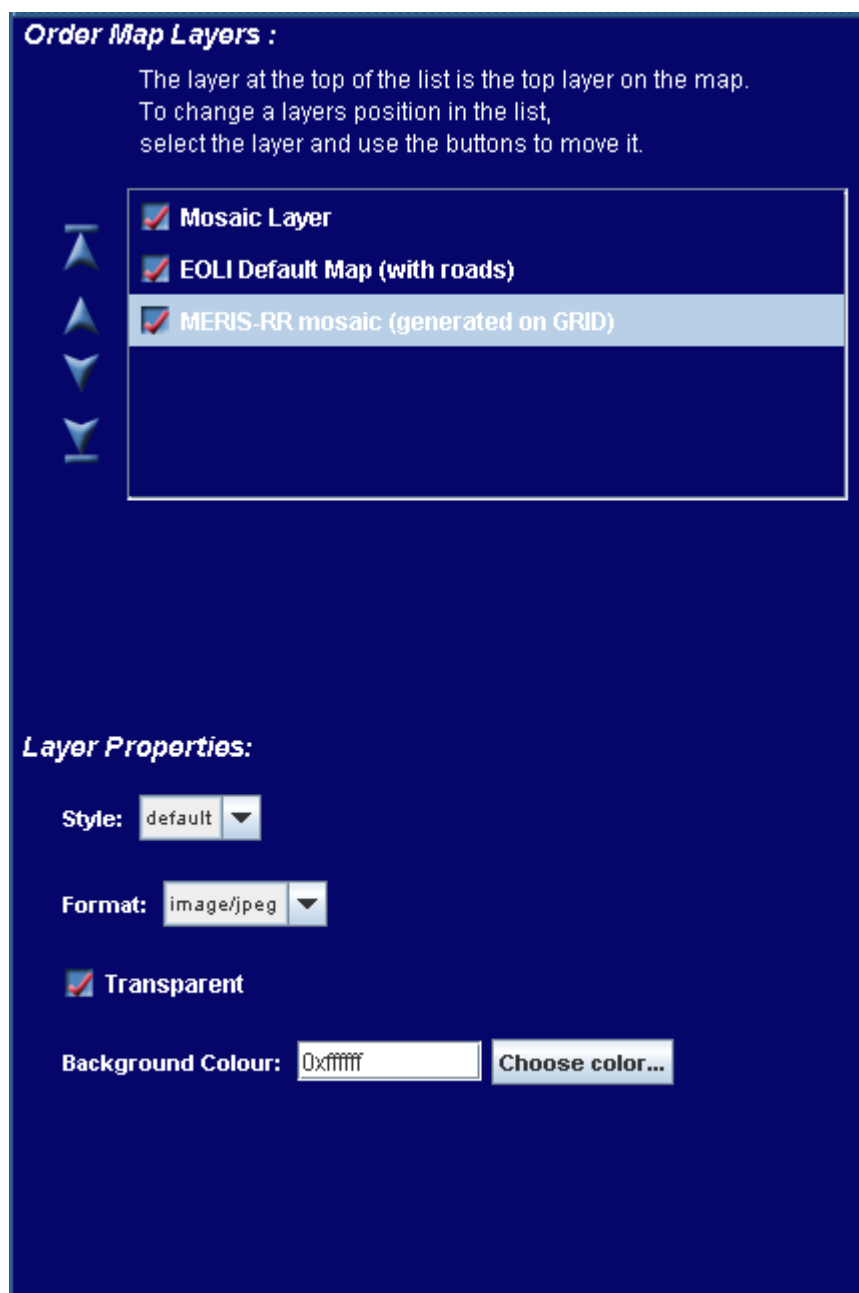 Order Map Layers :
The layer at the top of the list is the top layer on the map.
To change a layers position in the list,
select the layer and use the buttons to move it.
Mosaic Layer
EOLI Default Map (with roads)
MERIS-RR mosaic (generated on GRID)
Layer Properties:
Style: default
Format: image/jpeg
Transparent
Background Colour: 0xffffff Choose color...